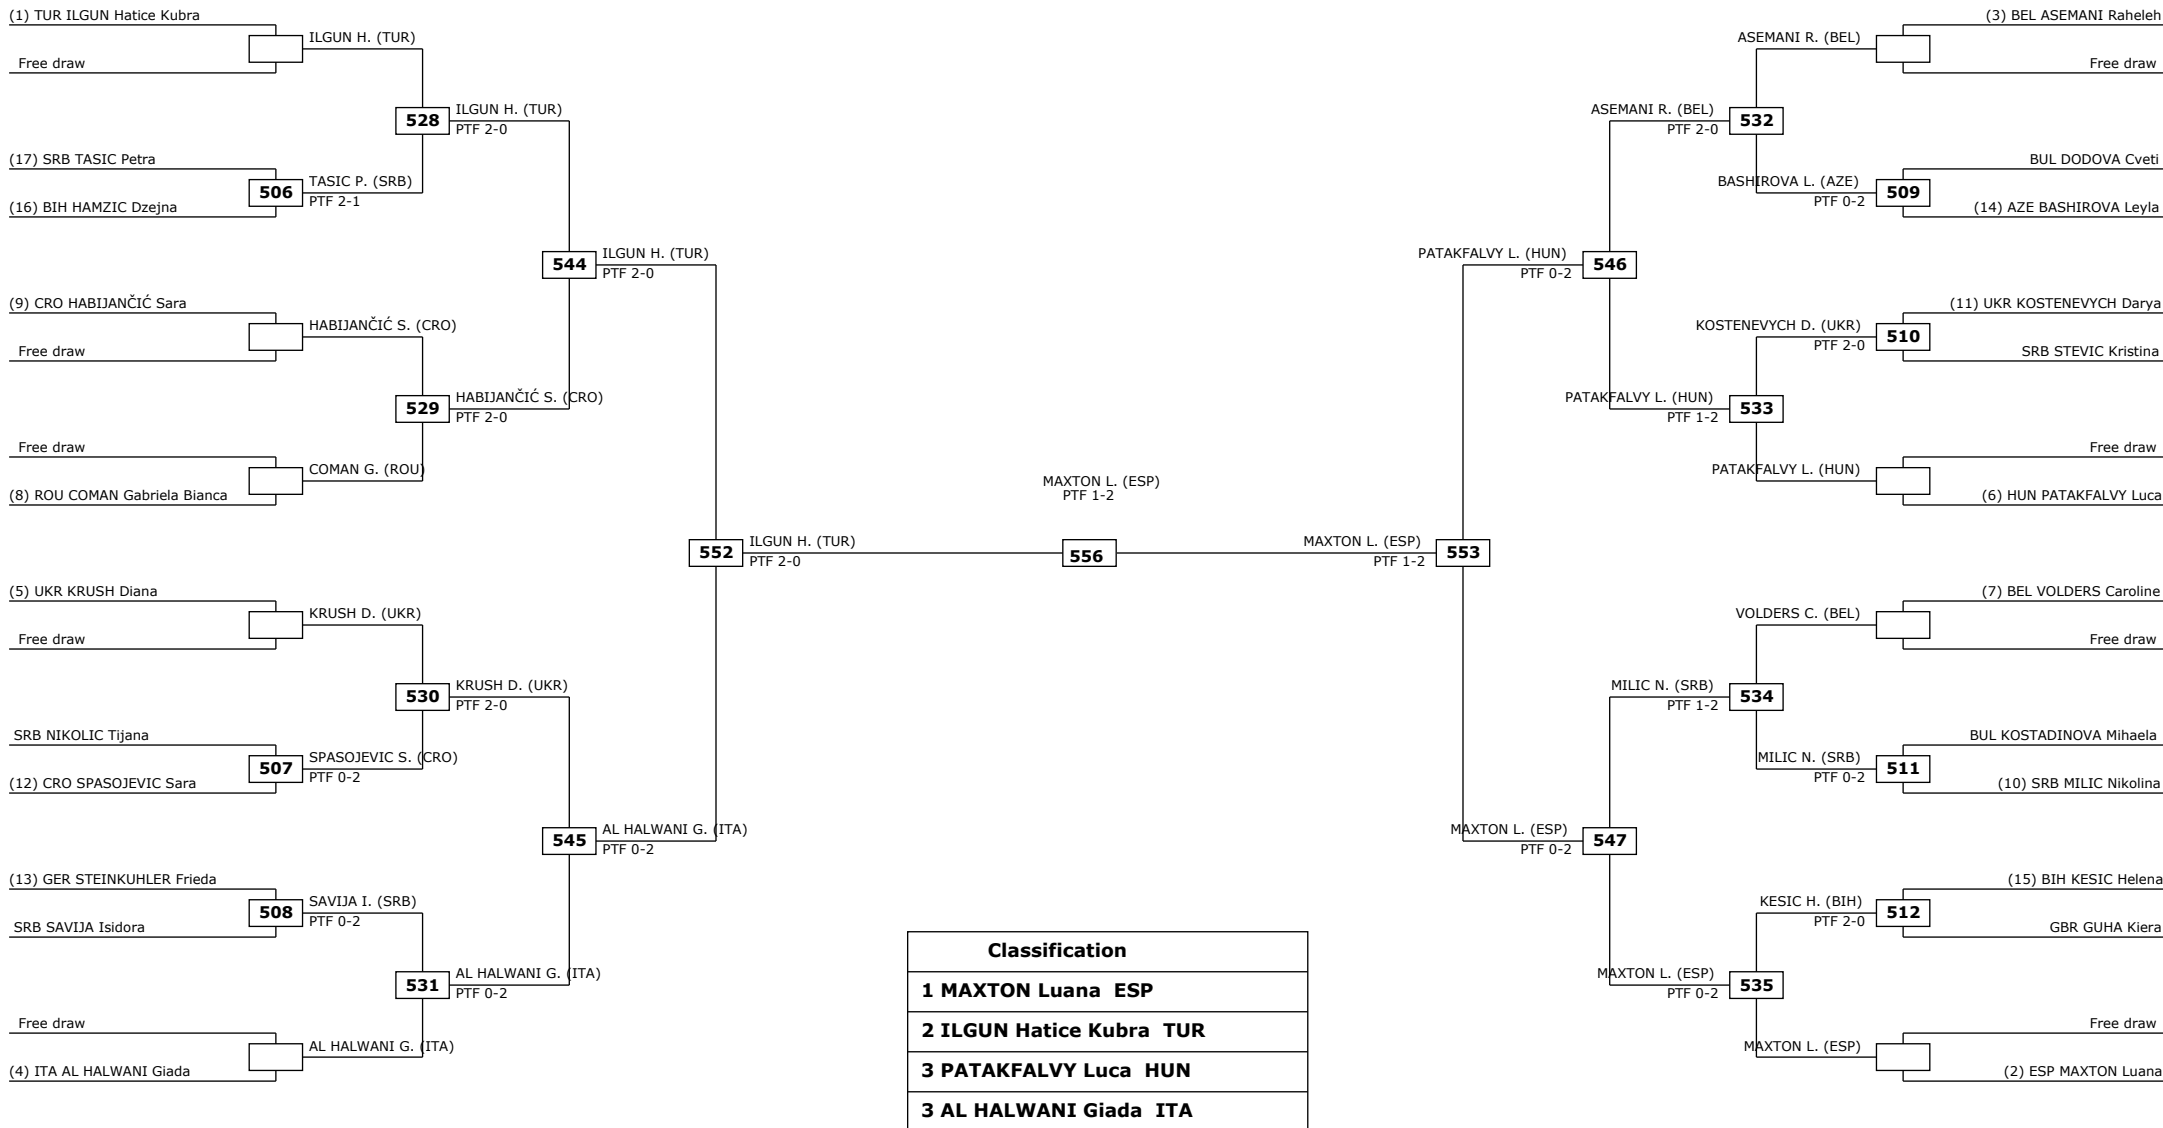 (1) TUR ILGUN Hatice Kubra
ILGUN H. (TUR)
Free draw
528
ILGUN H. (TUR)
PTF 2-0
(17) SRB TASIC Petra
506
TASIC P. (SRB)
PTF 2-1
(16) BIH HAMZIC Dzejna
544
ILGUN H. (TUR)
PTF 2-0
(9) CRO HABIJANČIĆ Sara
HABIJANČIĆ S. (CRO)
Free draw
529
HABIJANČIĆ S. (CRO)
PTF 2-0
Free draw
COMAN G. (ROU)
(8) ROU COMAN Gabriela Bianca
552
ILGUN H. (TUR)
PTF 2-0
(5) UKR KRUSH Diana
KRUSH D. (UKR)
Free draw
530
KRUSH D. (UKR)
PTF 2-0
SRB NIKOLIC Tijana
507
SPASOJEVIC S. (CRO)
PTF 0-2
(12) CRO SPASOJEVIC Sara
545
AL HALWANI G. (ITA)
PTF 0-2
(13) GER STEINKUHLER Frieda
508
SAVIJA I. (SRB)
PTF 0-2
SRB SAVIJA Isidora
531
AL HALWANI G. (ITA)
PTF 0-2
Free draw
AL HALWANI G. (ITA)
(4) ITA AL HALWANI Giada
MAXTON L. (ESP)
PTF 1-2
556
(3) BEL ASEMANI Raheleh
ASEMANI R. (BEL)
Free draw
ASEMANI R. (BEL)
PTF 2-0
532
BUL DODOVA Cveti
BASHIROVA L. (AZE)
PTF 0-2
509
(14) AZE BASHIROVA Leyla
PATAKFALVY L. (HUN)
PTF 0-2
546
(11) UKR KOSTENEVYCH Darya
KOSTENEVYCH D. (UKR)
PTF 2-0
510
SRB STEVIC Kristina
PATAKFALVY L. (HUN)
PTF 1-2
533
Free draw
PATAKFALVY L. (HUN)
(6) HUN PATAKFALVY Luca
MAXTON L. (ESP)
PTF 1-2
553
(7) BEL VOLDERS Caroline
VOLDERS C. (BEL)
Free draw
MILIC N. (SRB)
PTF 1-2
534
BUL KOSTADINOVA Mihaela
MILIC N. (SRB)
PTF 0-2
511
(10) SRB MILIC Nikolina
MAXTON L. (ESP)
PTF 0-2
547
(15) BIH KESIC Helena
KESIC H. (BIH)
PTF 2-0
512
GBR GUHA Kiera
MAXTON L. (ESP)
PTF 0-2
535
Free draw
MAXTON L. (ESP)
(2) ESP MAXTON Luana
Classification
1 MAXTON Luana ESP
2 ILGUN Hatice Kubra TUR
3 PATAKFALVY Luca HUN
3 AL HALWANI Giada ITA